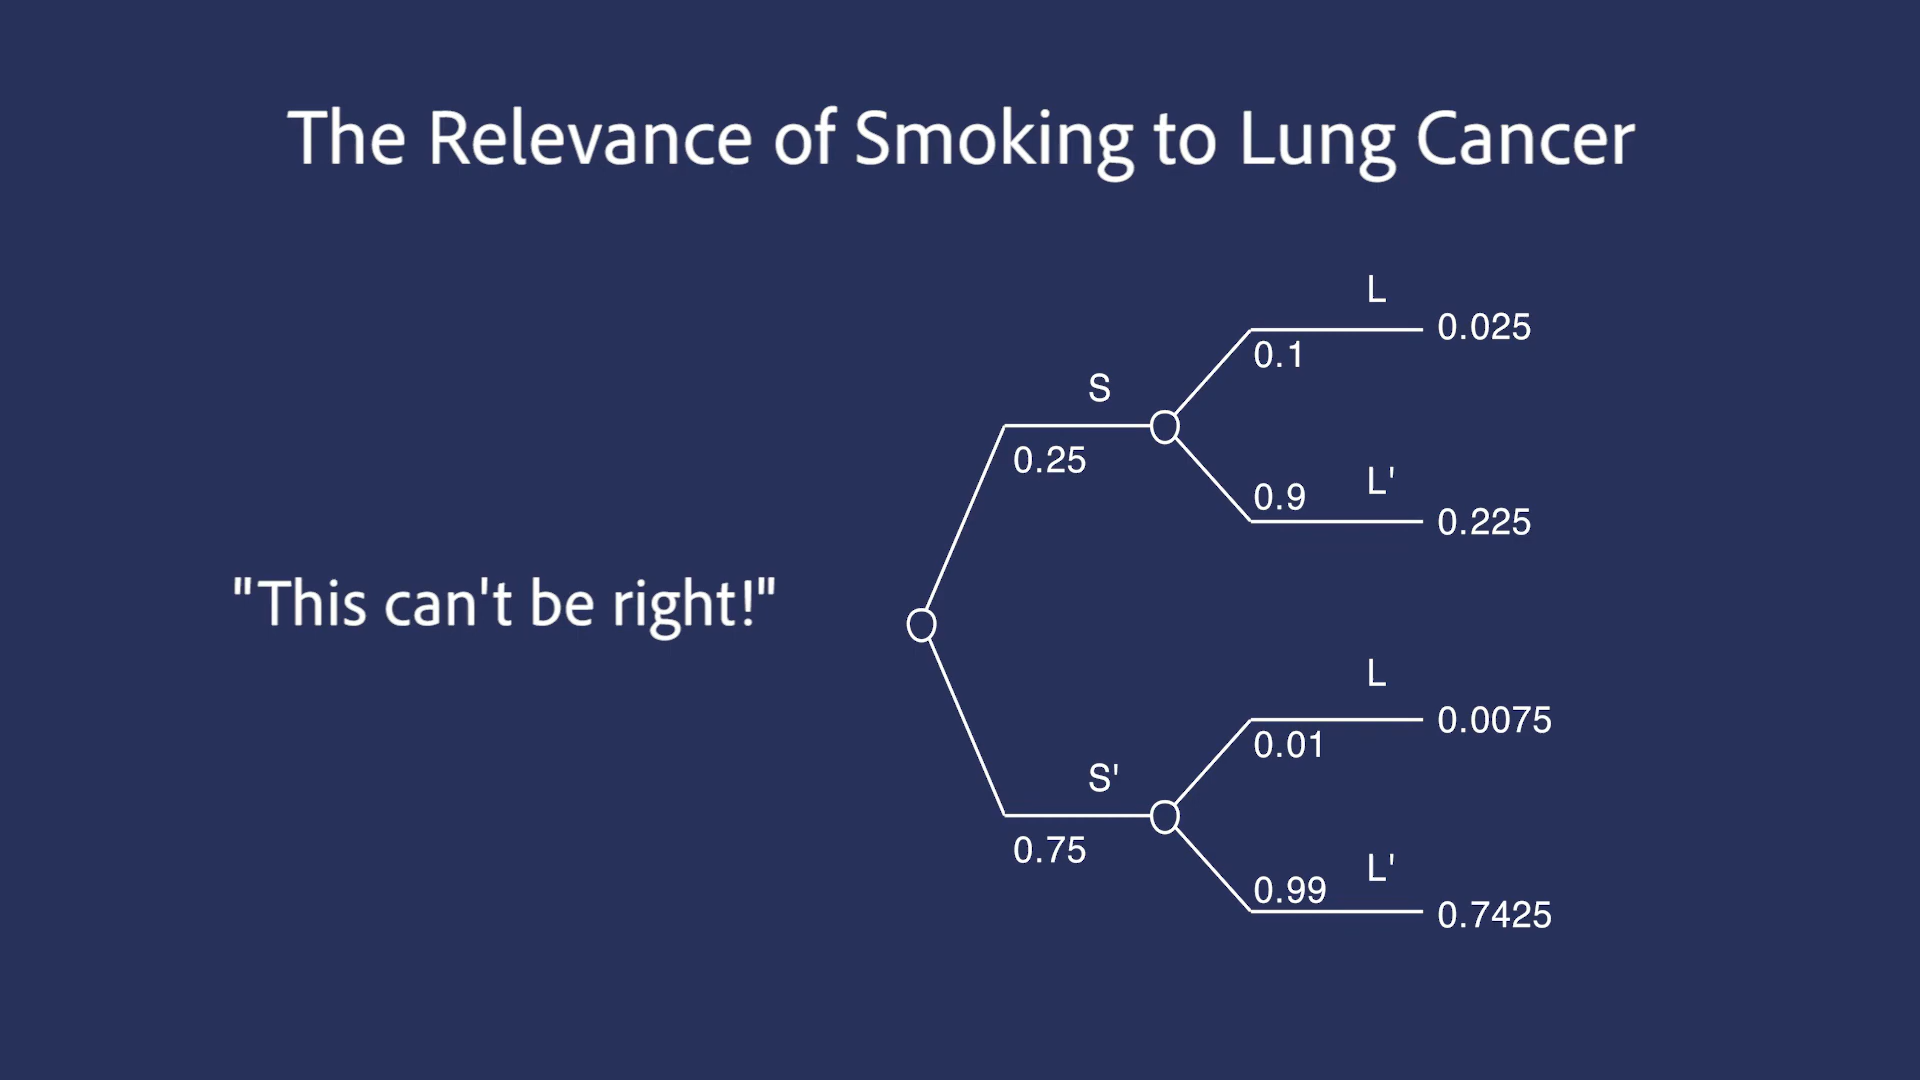 The Relevance of Smoking to Lung Cancer
L
0.025
0.1
S
0.25
0.9
L'
0.225
"This can't be right!"
L
0.0075
0.01
S'
0.75
0.99
L'
0.7425